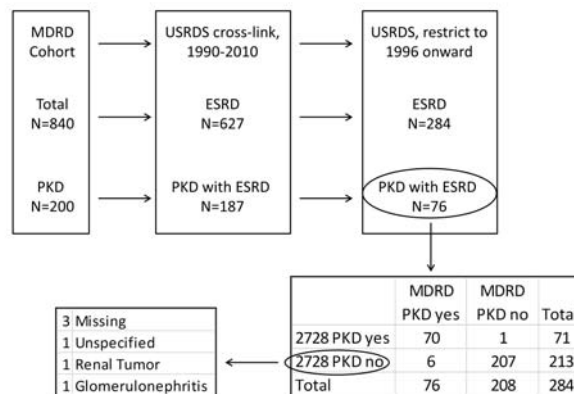 MDRD
Cohort
Total
N=840
PKD
N=200
USRDS cross-link,
1990-2010
ESRD
N=627
PKD with ESRD
N=187
USRDS, restrict to
1996 onward
ESRD
N=284
PKD with ESRD
N=76
MDRD PKD yes MDRD PKD no Total
2728 PKD yes 70 1 71
2728 PKD no 6 207 213
Total 76 208 284
3 Missing
1 Unspecified
1 Renal Tumor
1 Glomerulonephritis